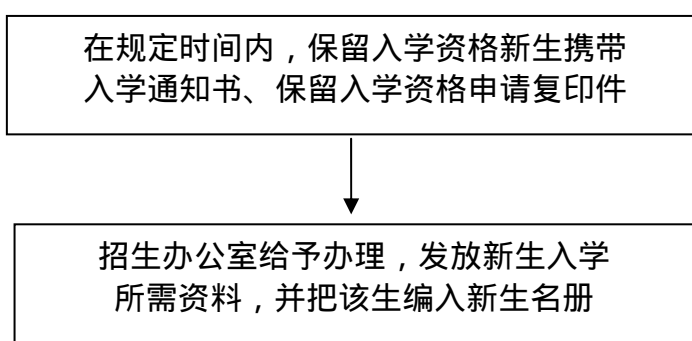 在规定时间内，保留入学资格新生携带
入学通知书、保留入学资格申请复印件
招生办公室给予办理，发放新生入学
所需资料，并把该生编入新生名册